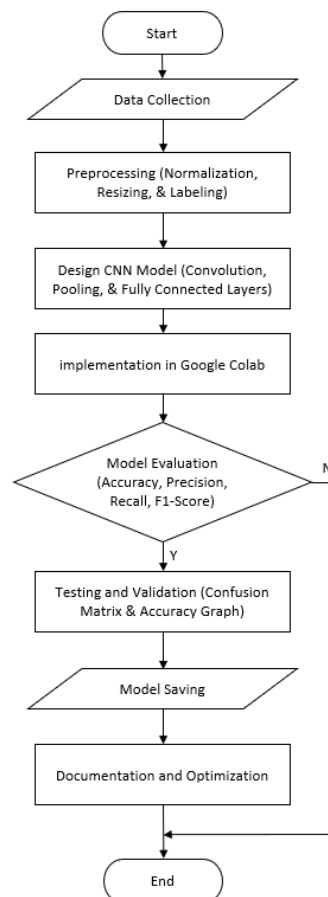 Start
Data Collection
Preprocessing (Normalization,
Resizing, & Labeling)
Design CNN Model (Convolution,
Pooling, & Fully Connected Layers)
implementation in Google Colab
Model Evaluation
(Accuracy, Precision,
Recall, F1-Score)
N
Y
Testing and Validation (Confusion
Matrix & Accuracy Graph)
Model Saving
Documentation and Optimization
End